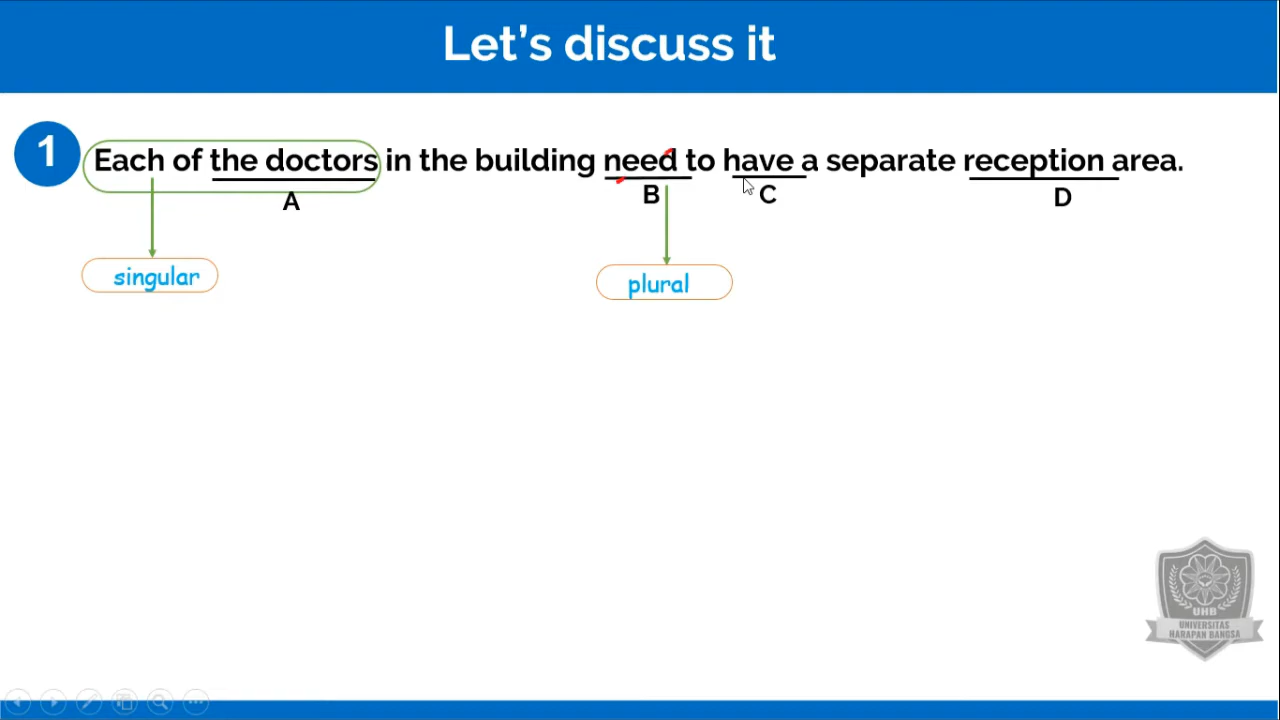 Let's discuss it
1
Each of the doctors in the building need to have a separate reception area.
A
B
C
D
singular
plural
UHB
UNIVERSITAS
HARAPAN BANGSA